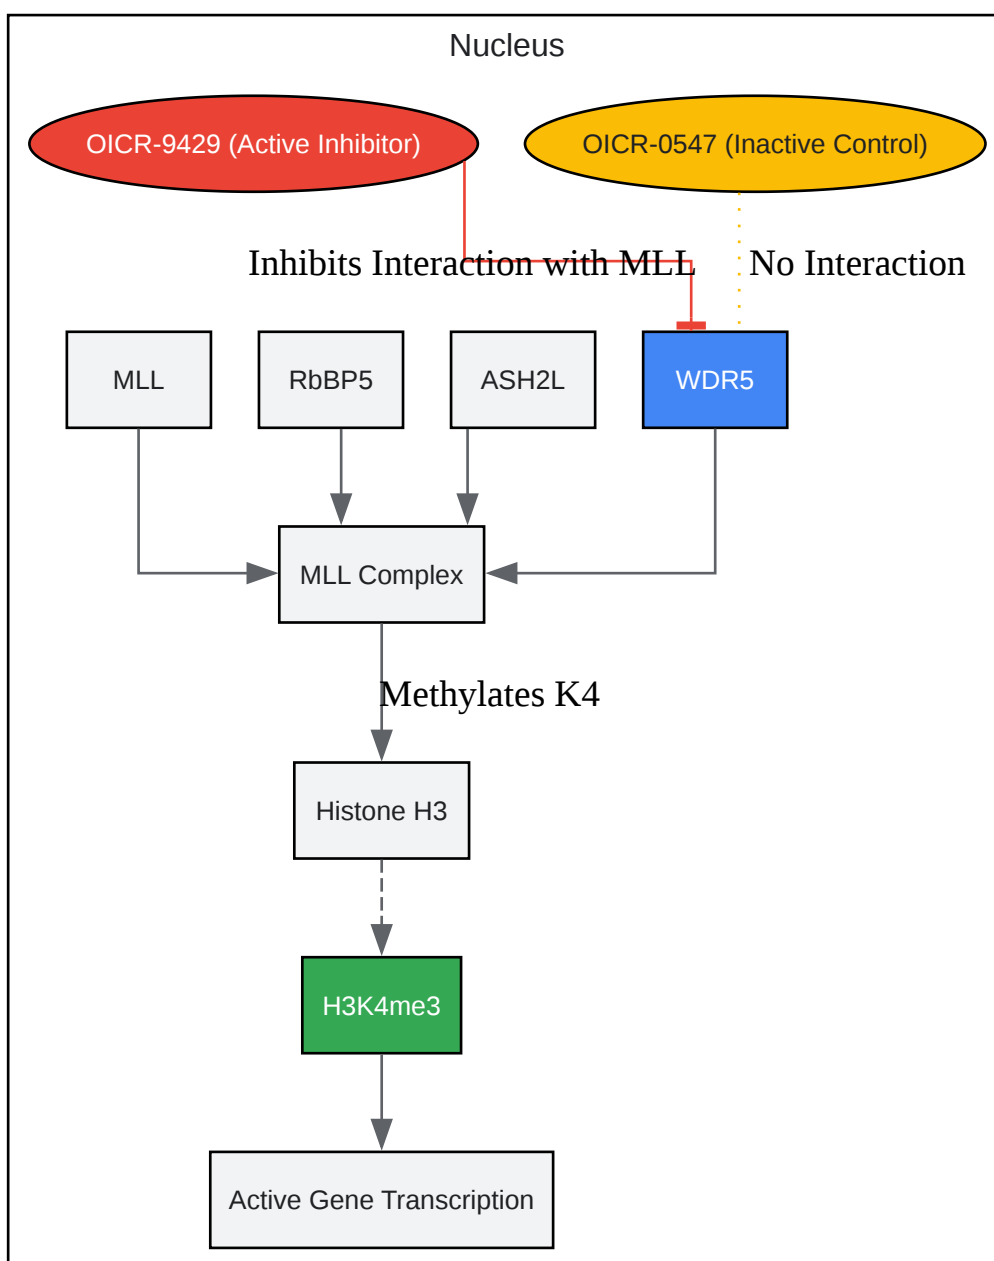 Nucleus
OICR-9429 (Active Inhibitor)
OICR-0547 (Inactive Control)
Inhibits Interaction with MLL
No Interaction
MLL
RbBP5
ASH2L
WDR5
MLL Complex
Methylates K4
Histone H3
H3K4me3
Active Gene Transcription